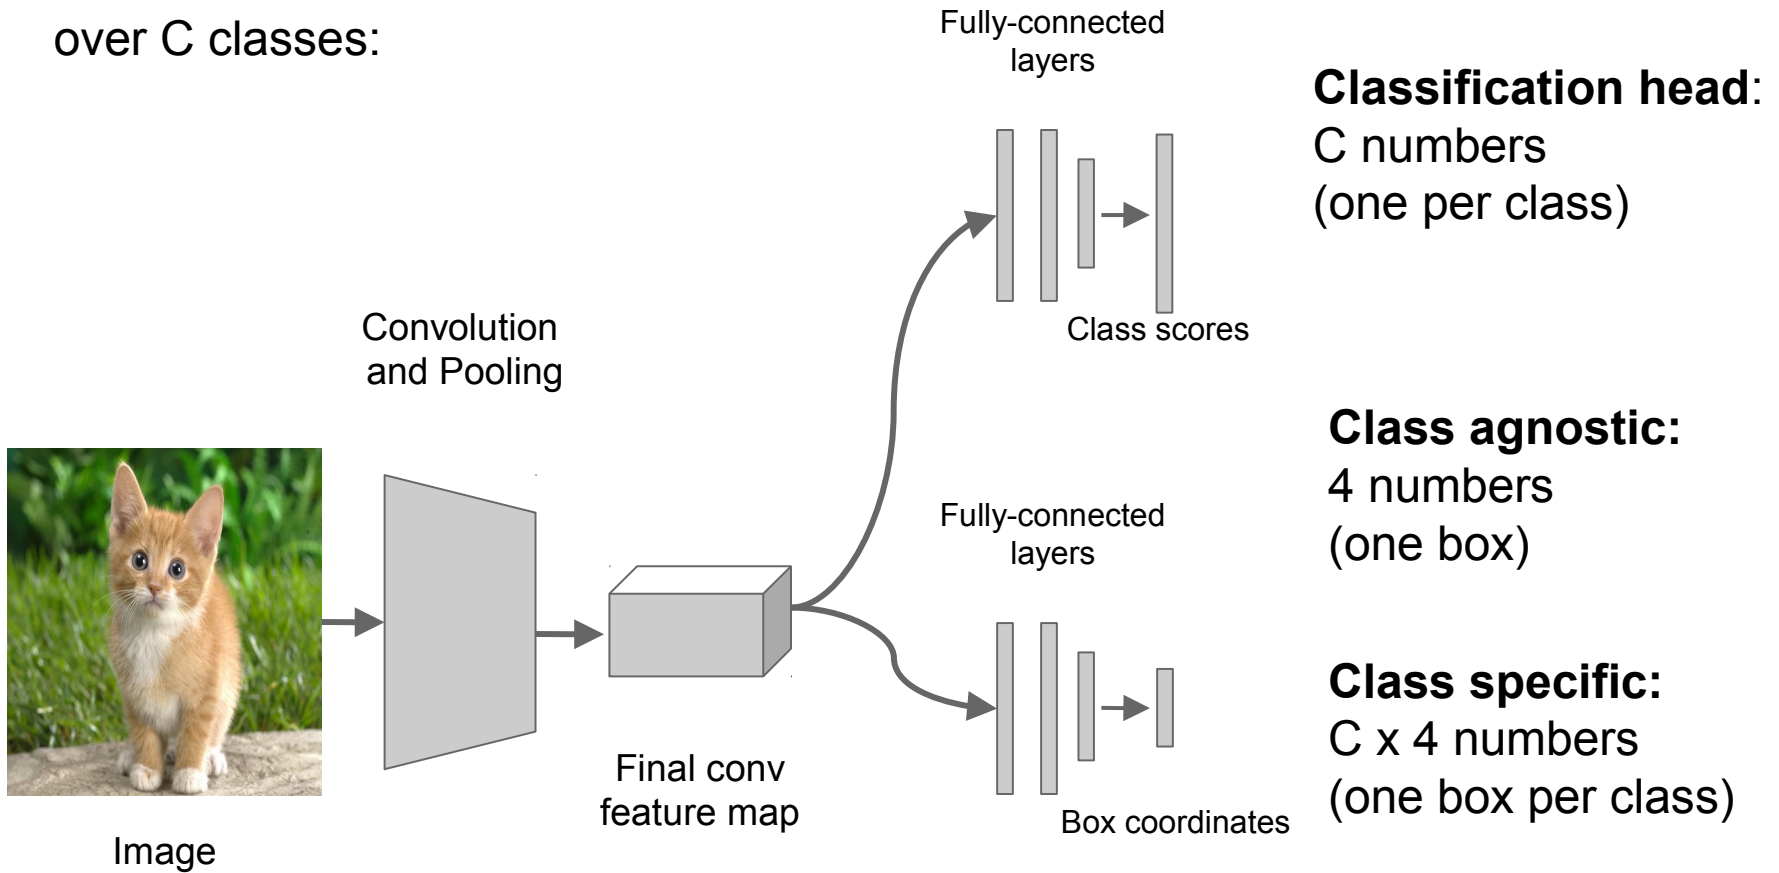 over C classes:
Fully-connected
layers
Classification head:
C numbers
(one per class)
Class scores
Convolution
and Pooling
Class agnostic:
4 numbers
(one box)
Fully-connected
layers
Class specific:
C x 4 numbers
(one box per class)
Final conv
feature map
Box coordinates
Image